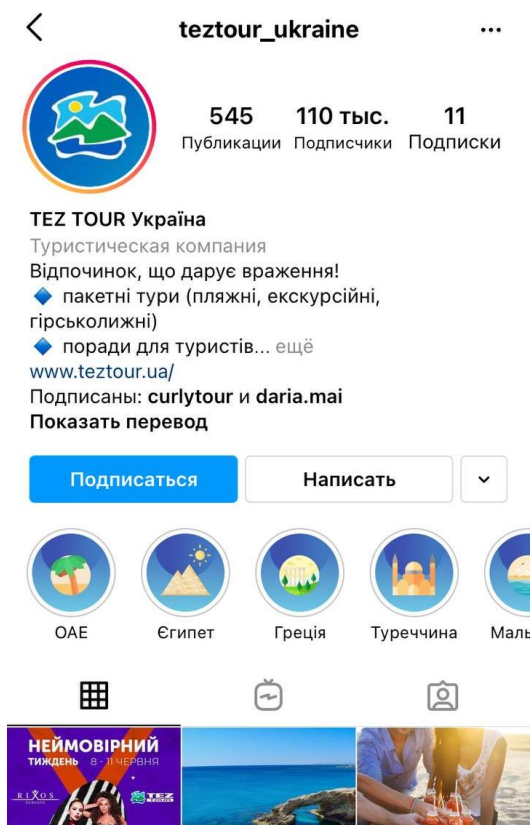 teztour_ukraine
545 110 тыс. 11
Публикации Подписчики Подписки
TEZ TOUR Україна
Туристическая компания
Відпочинок, що дарує враження!
пакетні тури (пляжні, екскурсійні,
гірськолижні)
поради для туристів... ещё
www.teztour.ua/
Подписаны: curlytour и daria.mai
Показать перевод
Подписаться Написать
ОАЕ Єгипет Греція Туреччина Маль
НЕЙМОВІРНИЙ
ТИЖДЕНЬ 8 - 11 ЧЕРВНЯ
RIXOS
TEZ TOUR